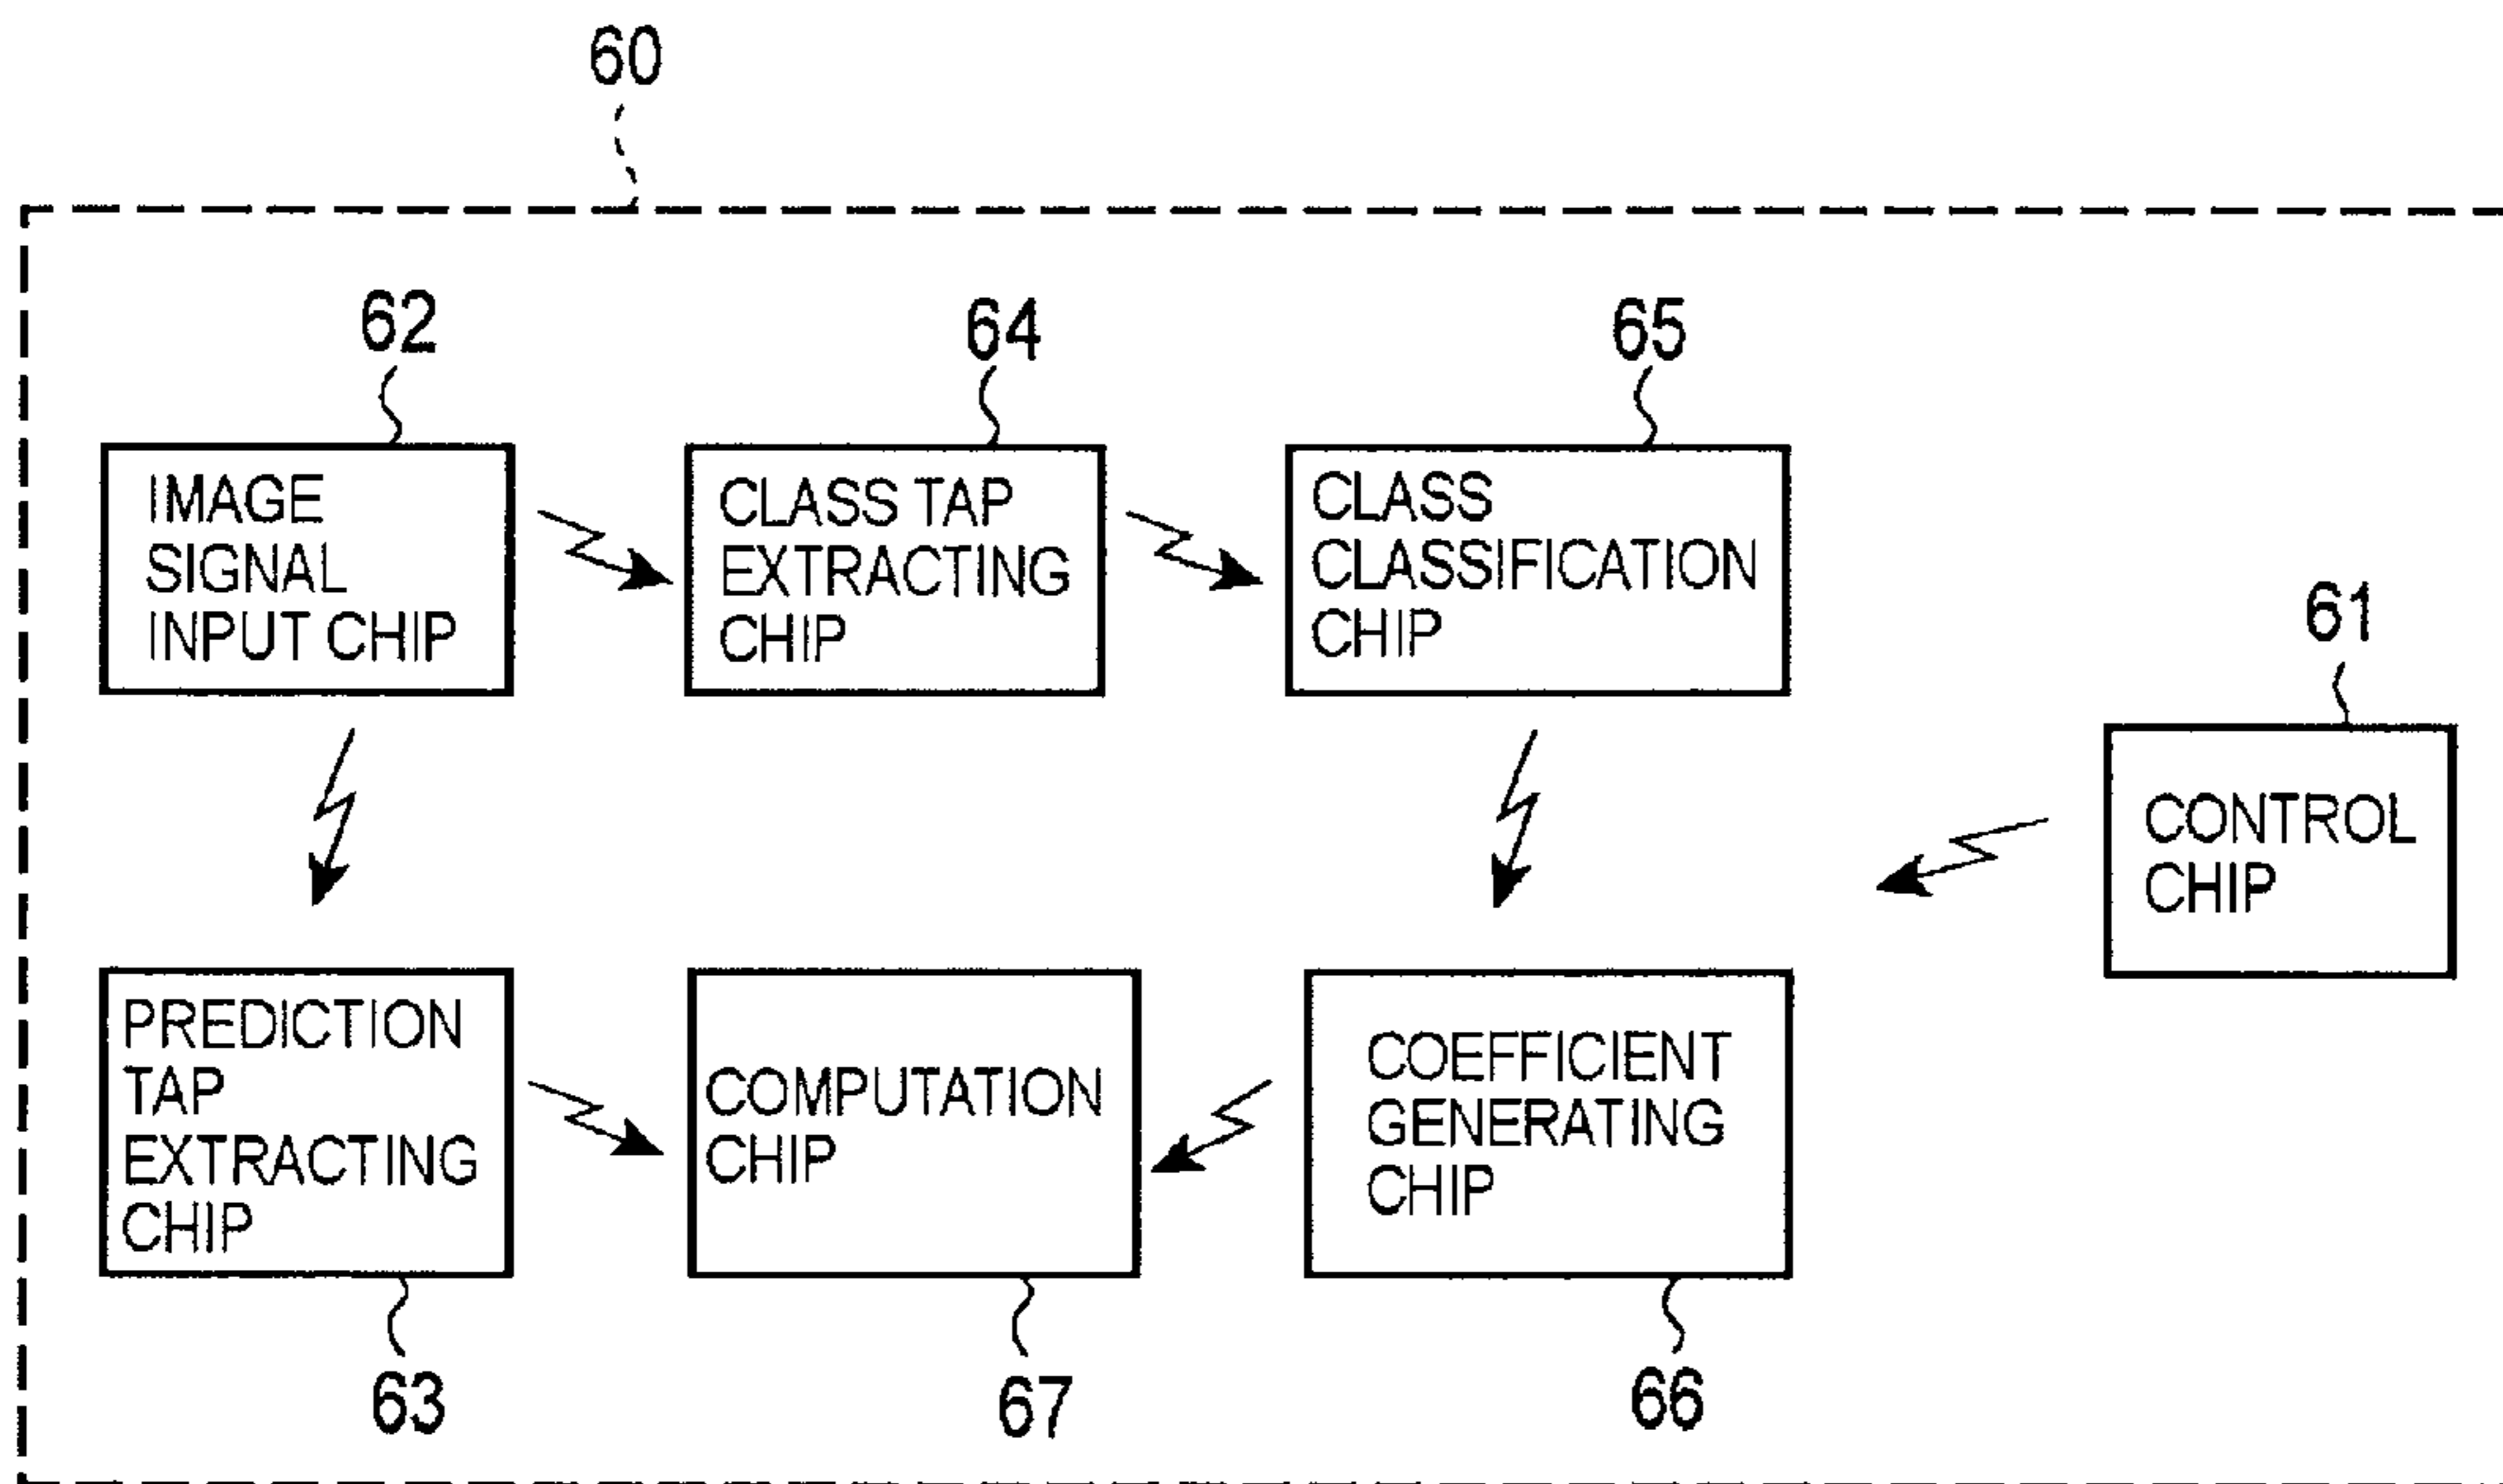 60
62
64
65
IMAGE
SIGNAL
INPUT CHIP
CLASS TAP
EXTRACTING
CHIP
CLASS
CLASSIFICATION
CHIP
61
CONTROL
CHIP
PREDICTION
TAP
EXTRACTING
CHIP
COMPUTATION
CHIP
COEFFICIENT
GENERATING
CHIP
63
67
66